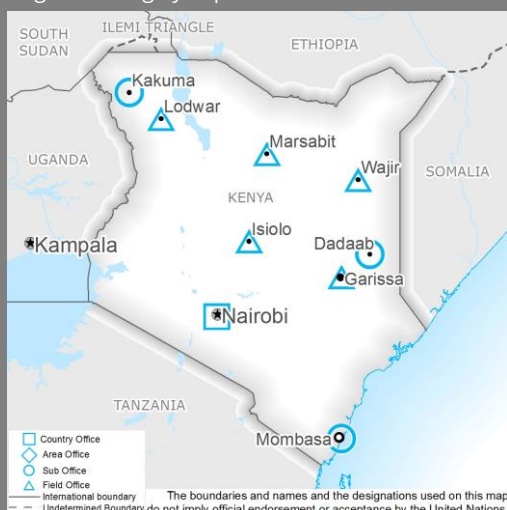 SOUTH
SUDAN
ILEMI TRIANGLE
ETHIOPIA
Kakuma
Lodwar
Marsabit
Wajir
UGANDA
SOMALIA
KENYA
Isiolo
Dadaab
Kampala
Garissa
Nairobi
TANZANIA
Mombasa
Country Office
Area Office
Sub Office
Field Office
International boundary
The boundaries and names and the designations used on this map
Undetermined Boundary
do not imply official endorsement or acceptance by the United Nations